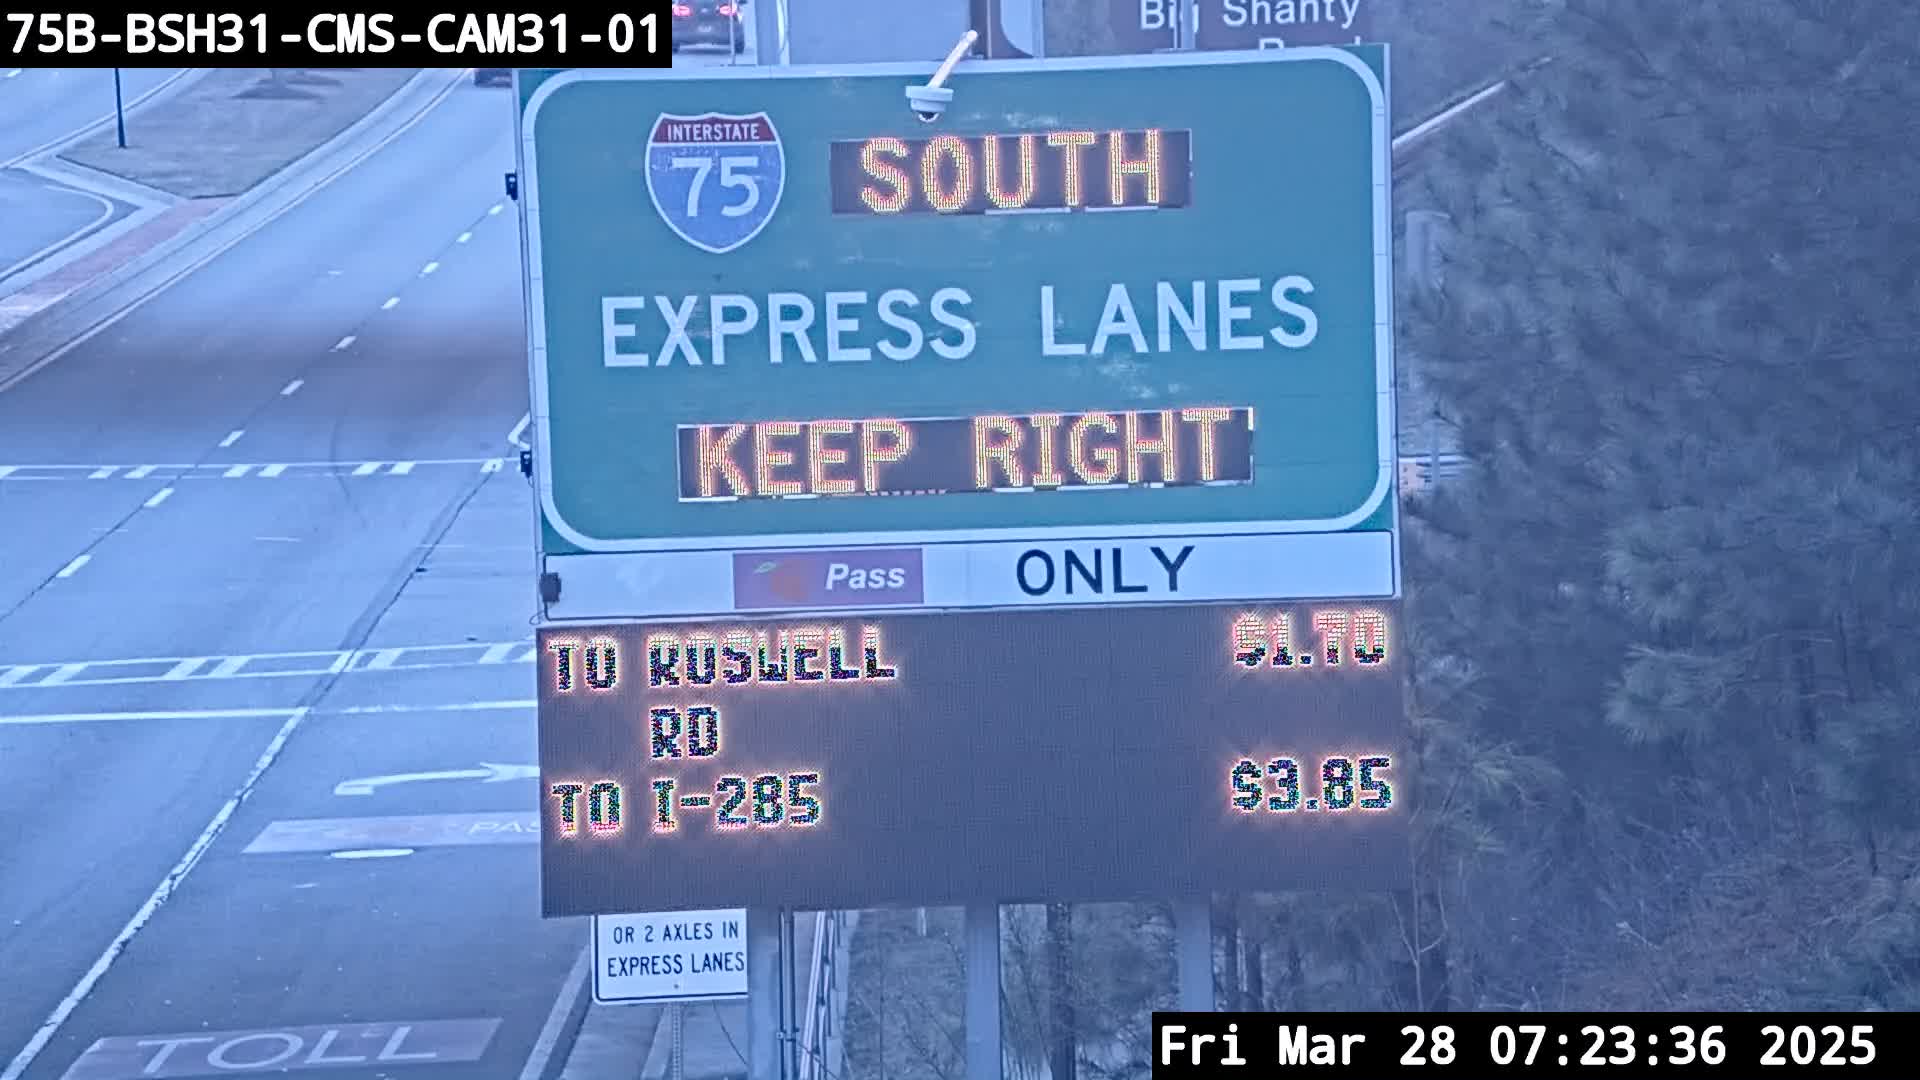 75B-BSH31-CMS-CAM31-01
Big Shanty
Road
INTERSTATE
75
SOUTH
EXPRESS LANES
KEEP RIGHT
Pass ONLY
TO ROSWELL $1.70
RD
TO I-285 $3.85
OR 2 AXLES IN
EXPRESS LANES
TOLL
Fri Mar 28 07:23:36 2025